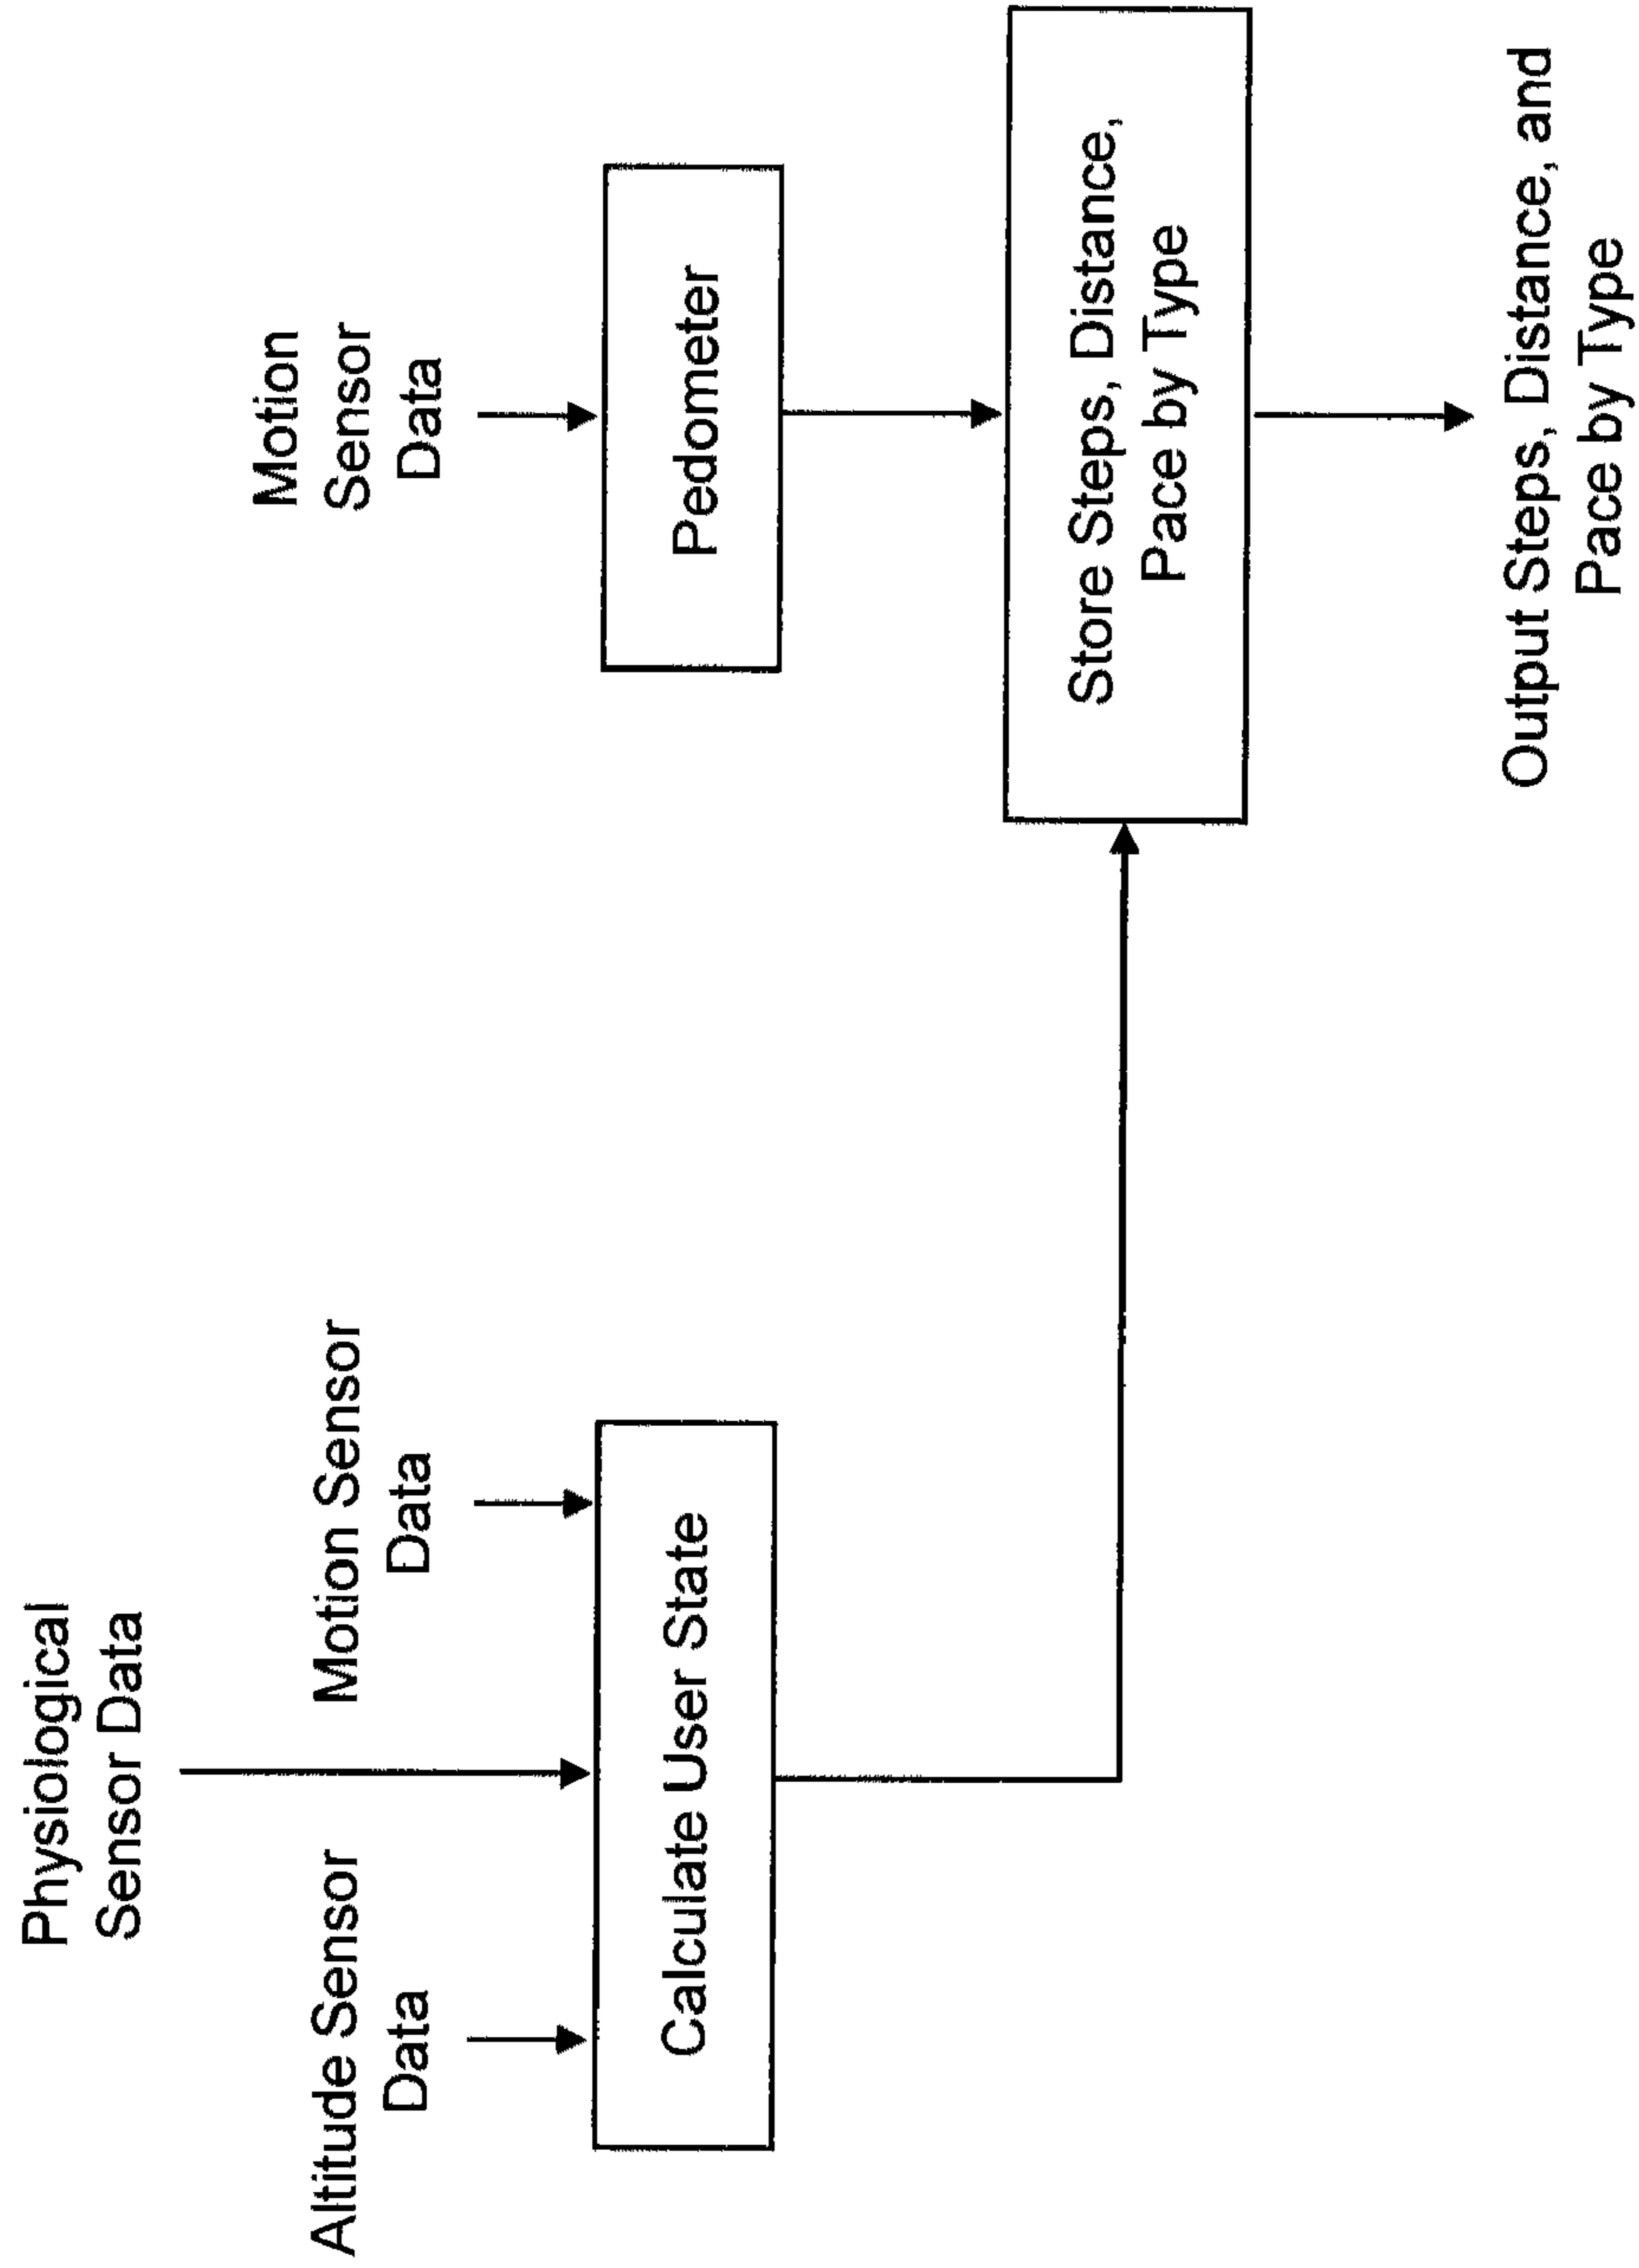 Physiological
Sensor Data
Altitude Sensor
Data
Motion Sensor
Data
Calculate User State
Motion
Sensor
Data
Pedometer
Store Steps, Distance,
Pace by Type
Output Steps, Distance, and
Pace by Type